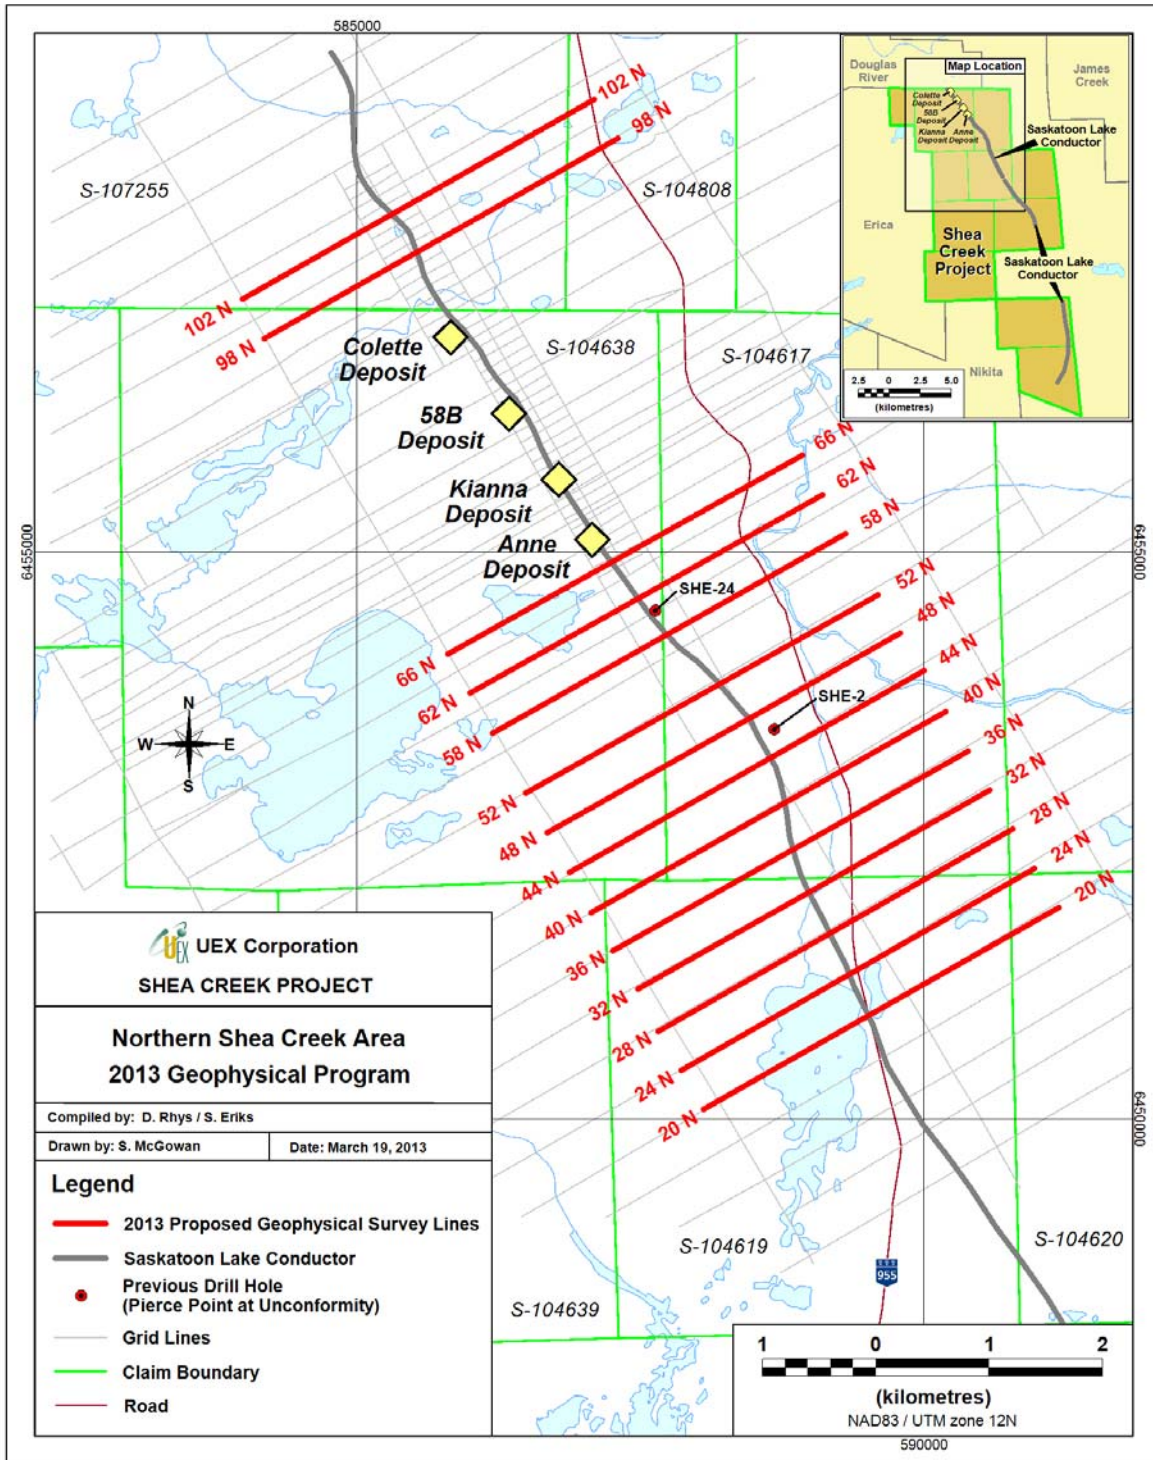 585000
102 N
98 N
S-107255
S-104808
102 N
98 N
Map Location
Douglas
River
James
Creek
Colette
Deposit
58B
Deposit
Kianna
Deposit
Anne
Deposit
Saskatoon Lake
Conductor
Erica
Shea
Creek
Project
Saskatoon Lake
Conductor
Nikita
2.5 0 2.5 5.0
(kilometres)
Colette
Deposit
S-104638
S-104617
58B
Deposit
66 N
Kianna
Deposit
62 N
58 N
Anne
Deposit
6455000
6455000
SHE-24
52 N
48 N
44 N
66 N
SHE-2
40 N
62 N
36 N
58 N
32 N
N
W E
S
52 N
28 N
48 N
24 N
44 N
20 N
40 N
36 N
32 N
28 N
24 N
20 N
6450000
UEX
UEX Corporation
SHEA CREEK PROJECT
Northern Shea Creek Area
2013 Geophysical Program
Compiled by: D. Rhys / S. Eriks
Drawn by: S. McGowan
Date: March 19, 2013
Legend
2013 Proposed Geophysical Survey Lines
Saskatoon Lake Conductor
Previous Drill Hole
(Pierce Point at Unconformity)
Grid Lines
Claim Boundary
Road
S-104619
S-104620
955
S-104639
1 0 1 2
(kilometres)
NAD83 / UTM zone 12N
590000